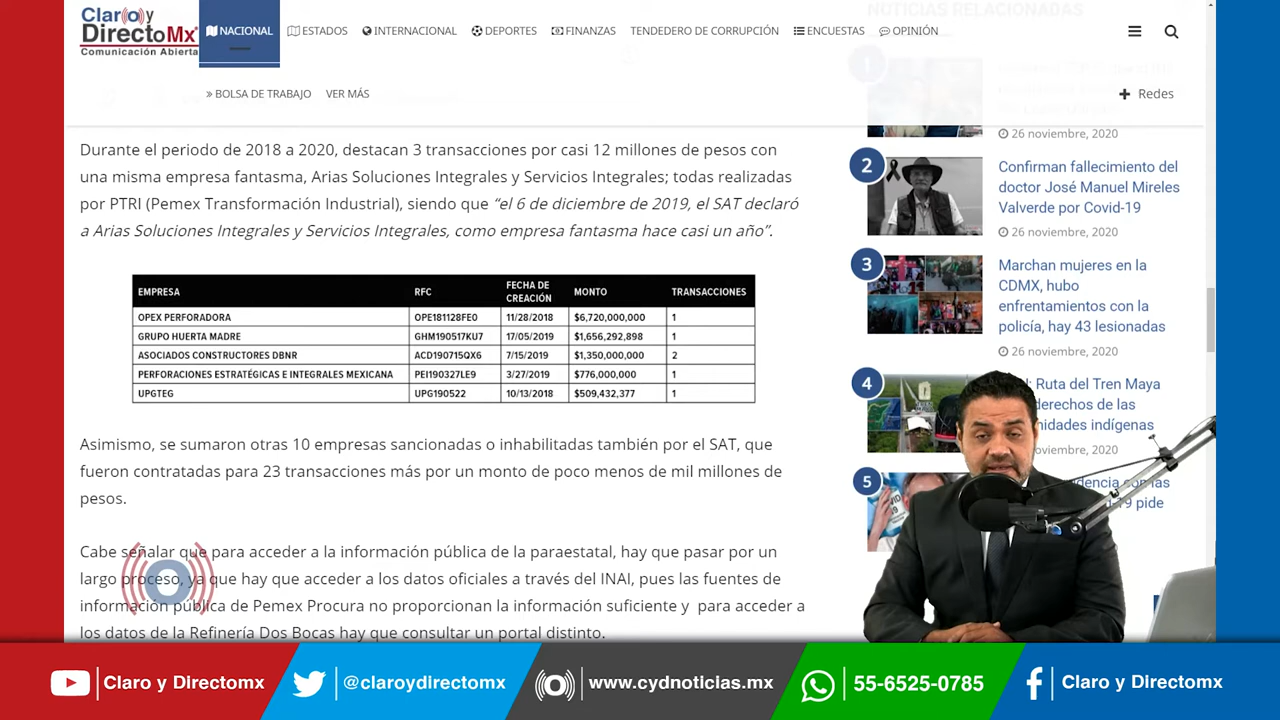 Claro y
DirectoMx
Comunicación Abierta
NACIONAL
ESTADOS
INTERNACIONAL
DEPORTES
FINANZAS
TENDEDERO DE CORRUPCIÓN
ENCUESTAS
OPINIÓN
» BOLSA DE TRABAJO
VER MÁS
+ Redes
NOTICIAS RELACIONADAS
1
26 noviembre, 2020
2
Confirman fallecimiento del
doctor José Manuel Mireles
Valverde por Covid-19
26 noviembre, 2020
3
Marchan mujeres en la
CDMX, hubo
enfrentamientos con la
policía, hay 43 lesionadas
26 noviembre, 2020
4
: Ruta del Tren Maya
derechos de las
nidades indígenas
noviembre, 2020
5
dencia con las
-19 pide
Durante el periodo de 2018 a 2020, destacan 3 transacciones por casi 12 millones de pesos con
una misma empresa fantasma, Arias Soluciones Integrales y Servicios Integrales; todas realizadas
por PTRI (Pemex Transformación Industrial), siendo que “el 6 de diciembre de 2019, el SAT declaró
a Arias Soluciones Integrales y Servicios Integrales, como empresa fantasma hace casi un año”.
EMPRESA RFC FECHA DE CREACIÓN MONTO TRANSACCIONES
OPEX PERFORADORA OPE181128FE0 11/28/2018 $6,720,000,000 1
GRUPO HUERTA MADRE GHM190517KU7 17/05/2019 $1,656,292,898 1
ASOCIADOS CONSTRUCTORES DBNR ACD190715QX6 7/15/2019 $1,350,000,000 2
PERFORACIONES ESTRATÉGICAS E INTEGRALES MEXICANA PEI190327LE9 3/27/2019 $776,000,000 1
UPGTEG UPG190522 10/13/2018 $509,432,377 1
Asimismo, se sumaron otras 10 empresas sancionadas o inhabilitadas también por el SAT, que
fueron contratadas para 23 transacciones más por un monto de poco menos de mil millones de
pesos.
Cabe señalar que para acceder a la información pública de la paraestatal, hay que pasar por un
largo proceso, ya que hay que acceder a los datos oficiales a través del INAI, pues las fuentes de
información pública de Pemex Procura no proporcionan la información suficiente y para acceder a
los datos de la Refinería Dos Bocas hay que consultar un portal distinto.
Claro y Directomx
@claroydirectomx
www.cydnoticias.mx
55-6525-0785
Claro y Directomx